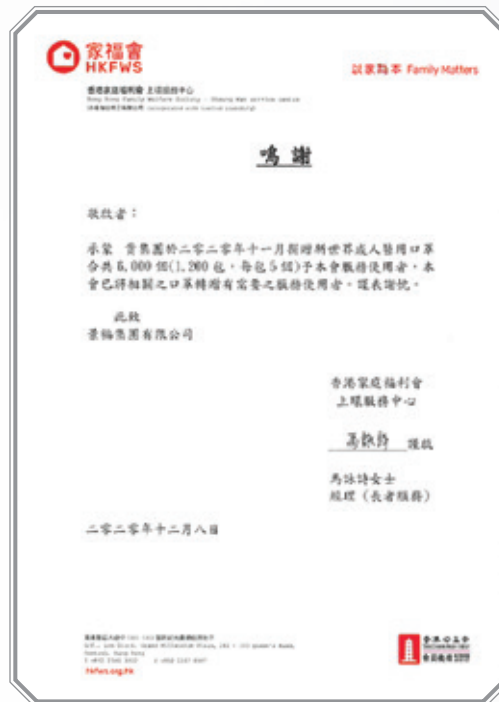 家福會
HKFWS
以家為本 Family Matters
香港家庭福利會 上環服務中心
鳴謝
敬啟者：
承蒙 貴集團於二零二零年十一月捐贈新世界成人醫用口罩
合共6,000個(1,200包，每包5個)予本會服務使用者，本
會已將相關之口罩轉贈有需要之服務使用者。謹表謝忱。
此致
景福集團有限公司
香港家庭福利會
上環服務中心
謹啟
馬詠詩女士
經理（長者服務）
二零二零年十二月八日
hkfws.org.hk
香港公益金